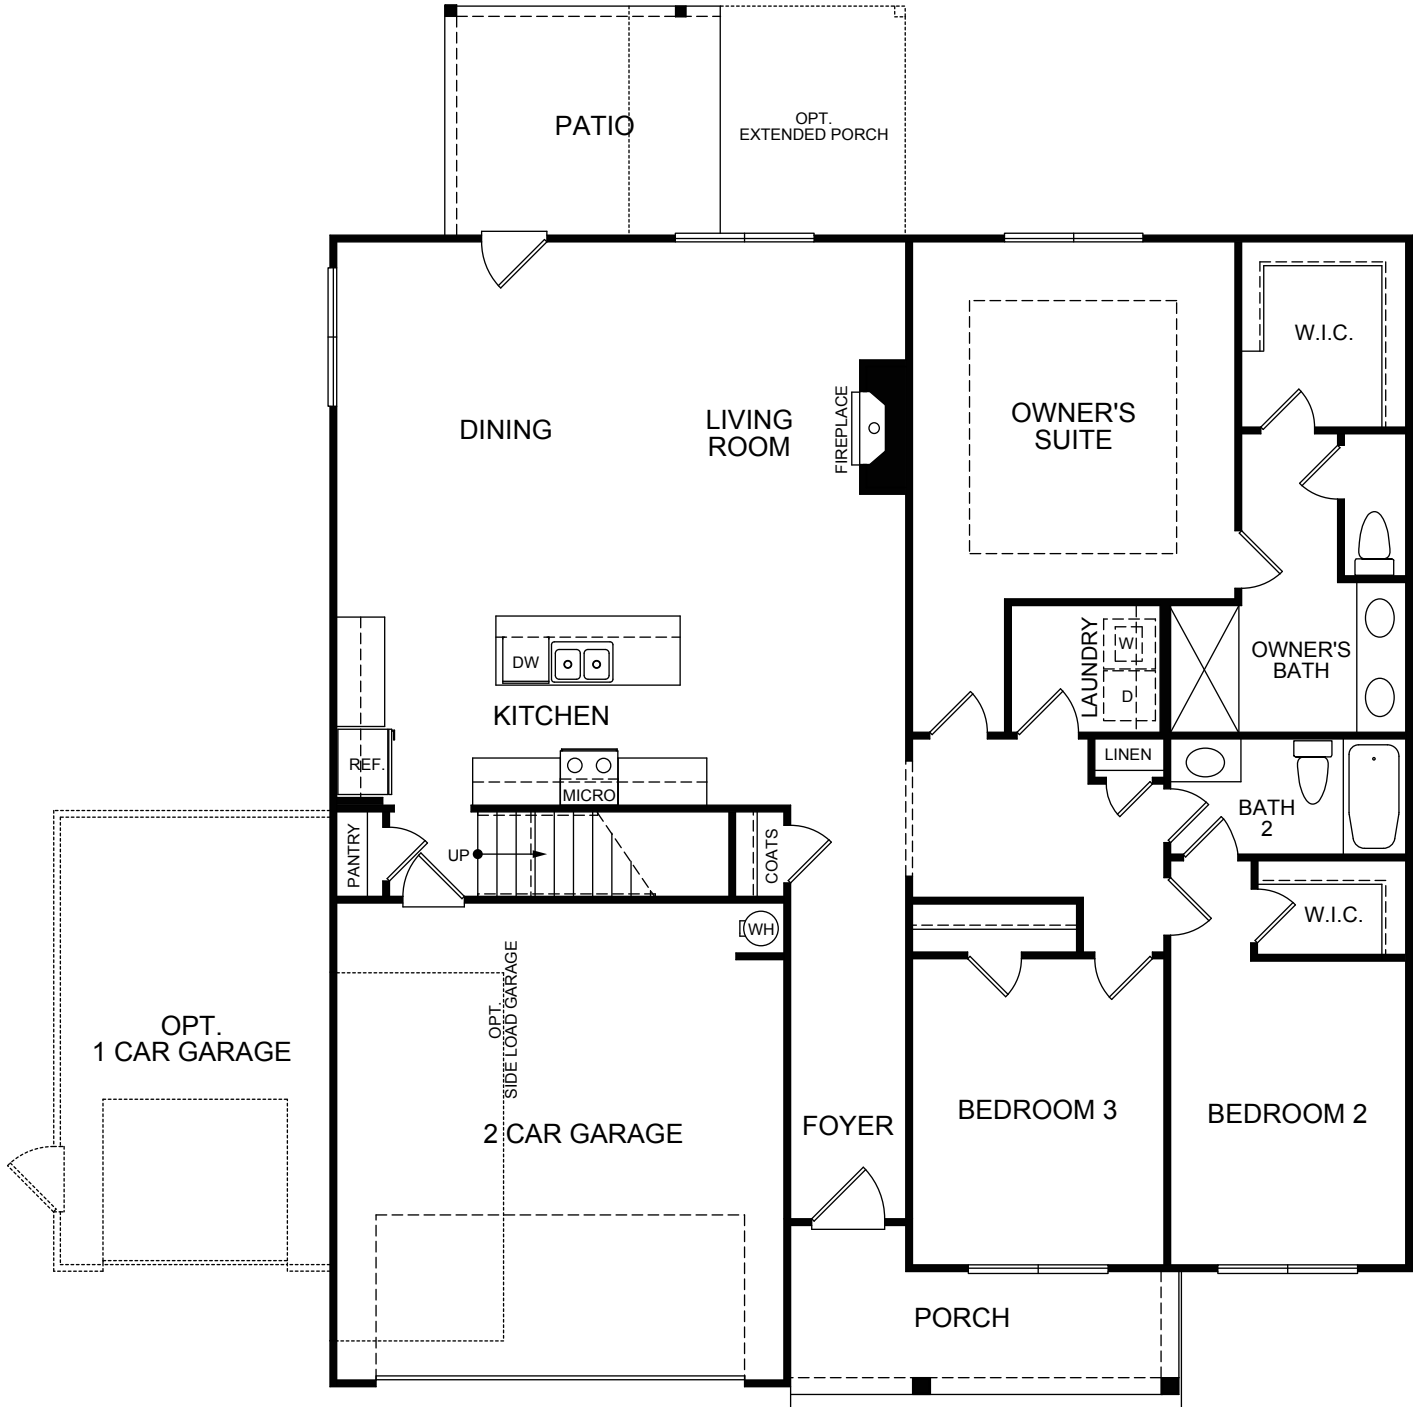 PATIO
OPT.
EXTENDED PORCH
W.I.C.
DINING
LIVING
ROOM
FIREPLACE
OWNER'S
SUITE
LAUNDRY
W
D
OWNER'S
BATH
DW
KITCHEN
REF.
MICRO
LINEN
BATH
2
PANTRY
UP
COATS
W.I.C.
WH
OPT.
SIDE LOAD GARAGE
OPT.
1 CAR GARAGE
2 CAR GARAGE
FOYER
BEDROOM 3
BEDROOM 2
PORCH